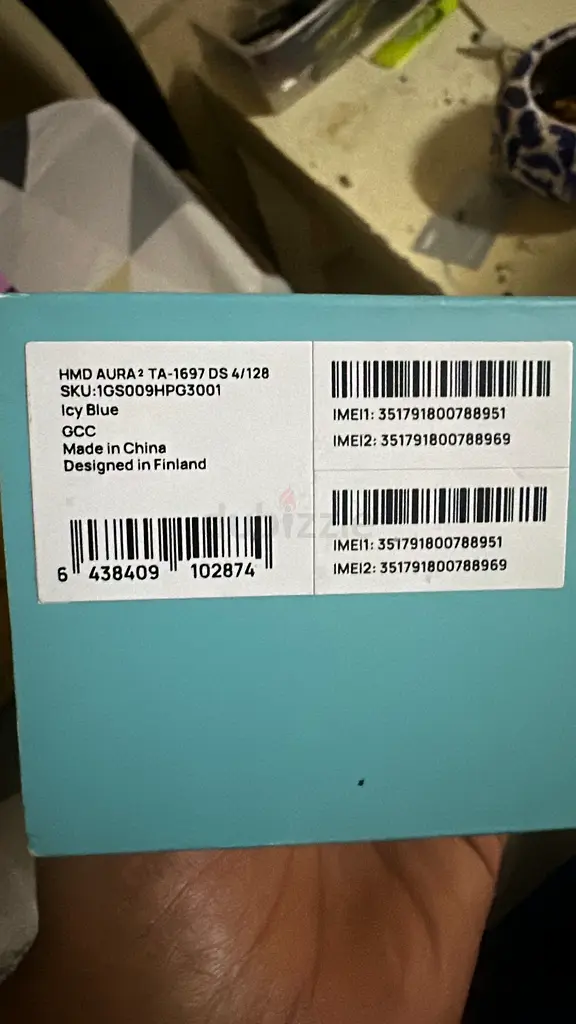 HMD AURA² TA-1697 DS 4/128
SKU:1GS009HPG3001
Icy Blue
GCC
Made in China
Designed in Finland
6 438409 102874
IMEI1: 351791800788951
IMEI2: 351791800788969
IMEI1: 351791800788951
IMEI2: 351791800788969
dubizzle